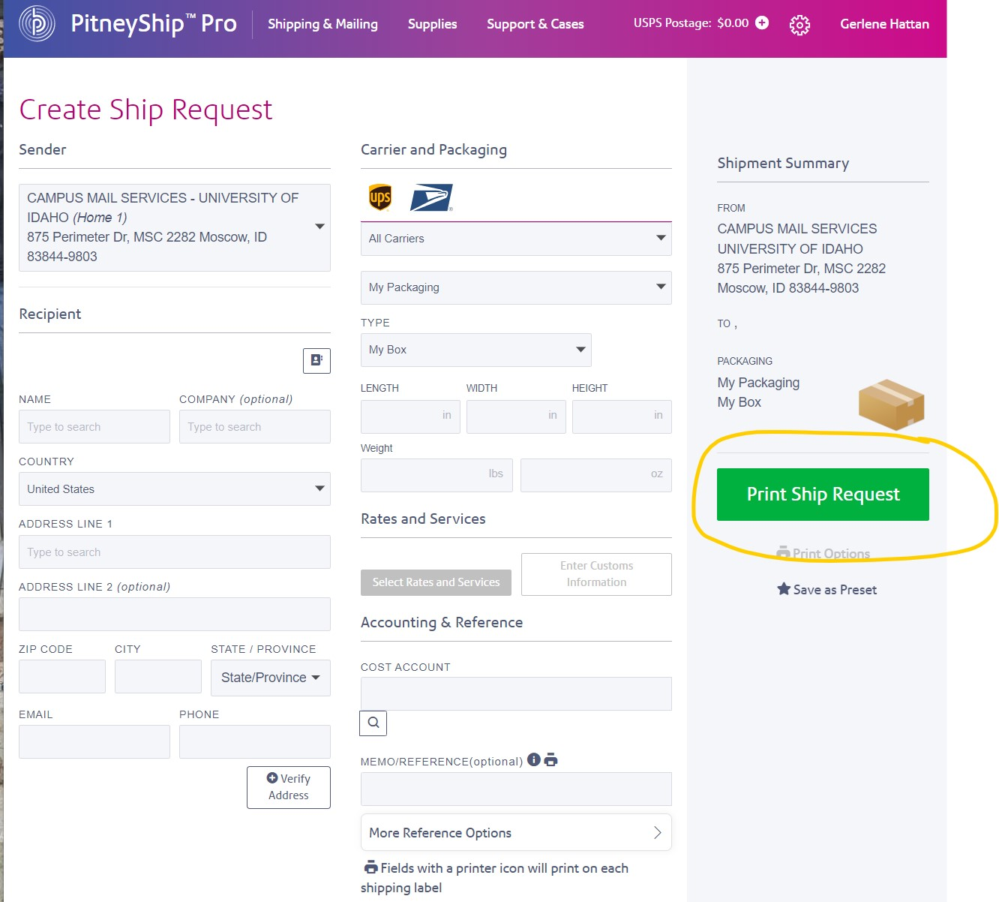 PitneyShip™ Pro
Shipping & Mailing
Supplies
Support & Cases
USPS Postage: $0.00
Gerlene Hattan
Create Ship Request
Sender
CAMPUS MAIL SERVICES - UNIVERSITY OF
IDAHO (Home 1)
875 Perimeter Dr, MSC 2282 Moscow, ID
83844-9803
Recipient
NAME
COMPANY (optional)
Type to search
Type to search
COUNTRY
United States
ADDRESS LINE 1
Type to search
ADDRESS LINE 2 (optional)
ZIP CODE
CITY
STATE / PROVINCE
State/Province
EMAIL
PHONE
Verify
Address
Carrier and Packaging
ups
All Carriers
My Packaging
TYPE
My Box
LENGTH
WIDTH
HEIGHT
in
in
in
Weight
lbs
oz
Rates and Services
Select Rates and Services
Enter Customs
Information
Accounting & Reference
COST ACCOUNT
MEMO/REFERENCE(optional)
More Reference Options
Fields with a printer icon will print on each
shipping label
Shipment Summary
FROM
CAMPUS MAIL SERVICES
UNIVERSITY OF IDAHO
875 Perimeter Dr, MSC 2282
Moscow, ID 83844-9803
TO ,
PACKAGING
My Packaging
My Box
Print Ship Request
Print Options
Save as Preset